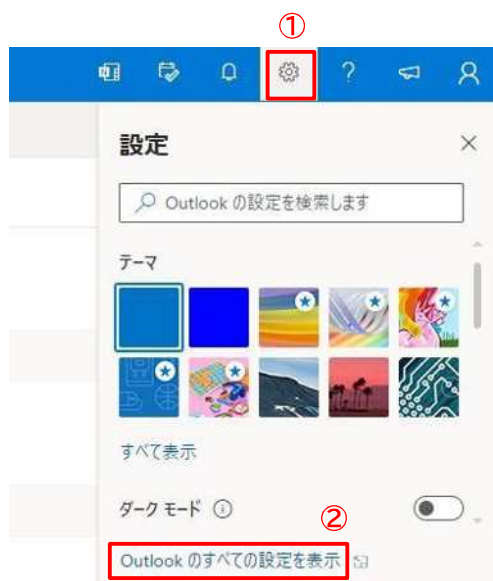 ①
?
設定
Outlook の設定を検索します
テーマ
すべて表示
ダーク モード
②
Outlook のすべての設定を表示